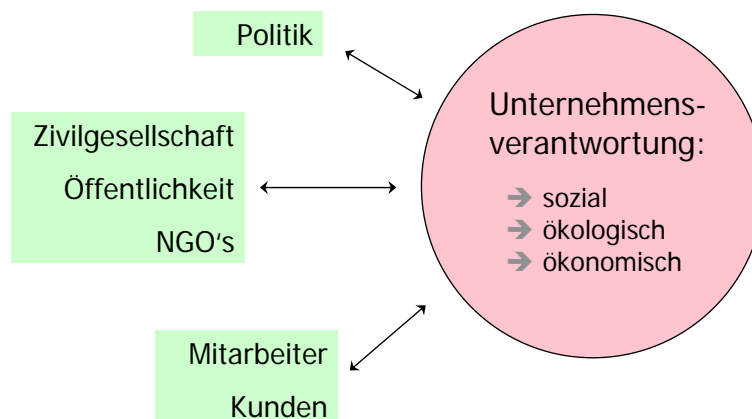 Politik
Zivilgesellschaft
Öffentlichkeit
NGO‘s
Mitarbeiter
Kunden
Unternehmens-
verantwortung:
➔ sozial
➔ ökologisch
➔ ökonomisch